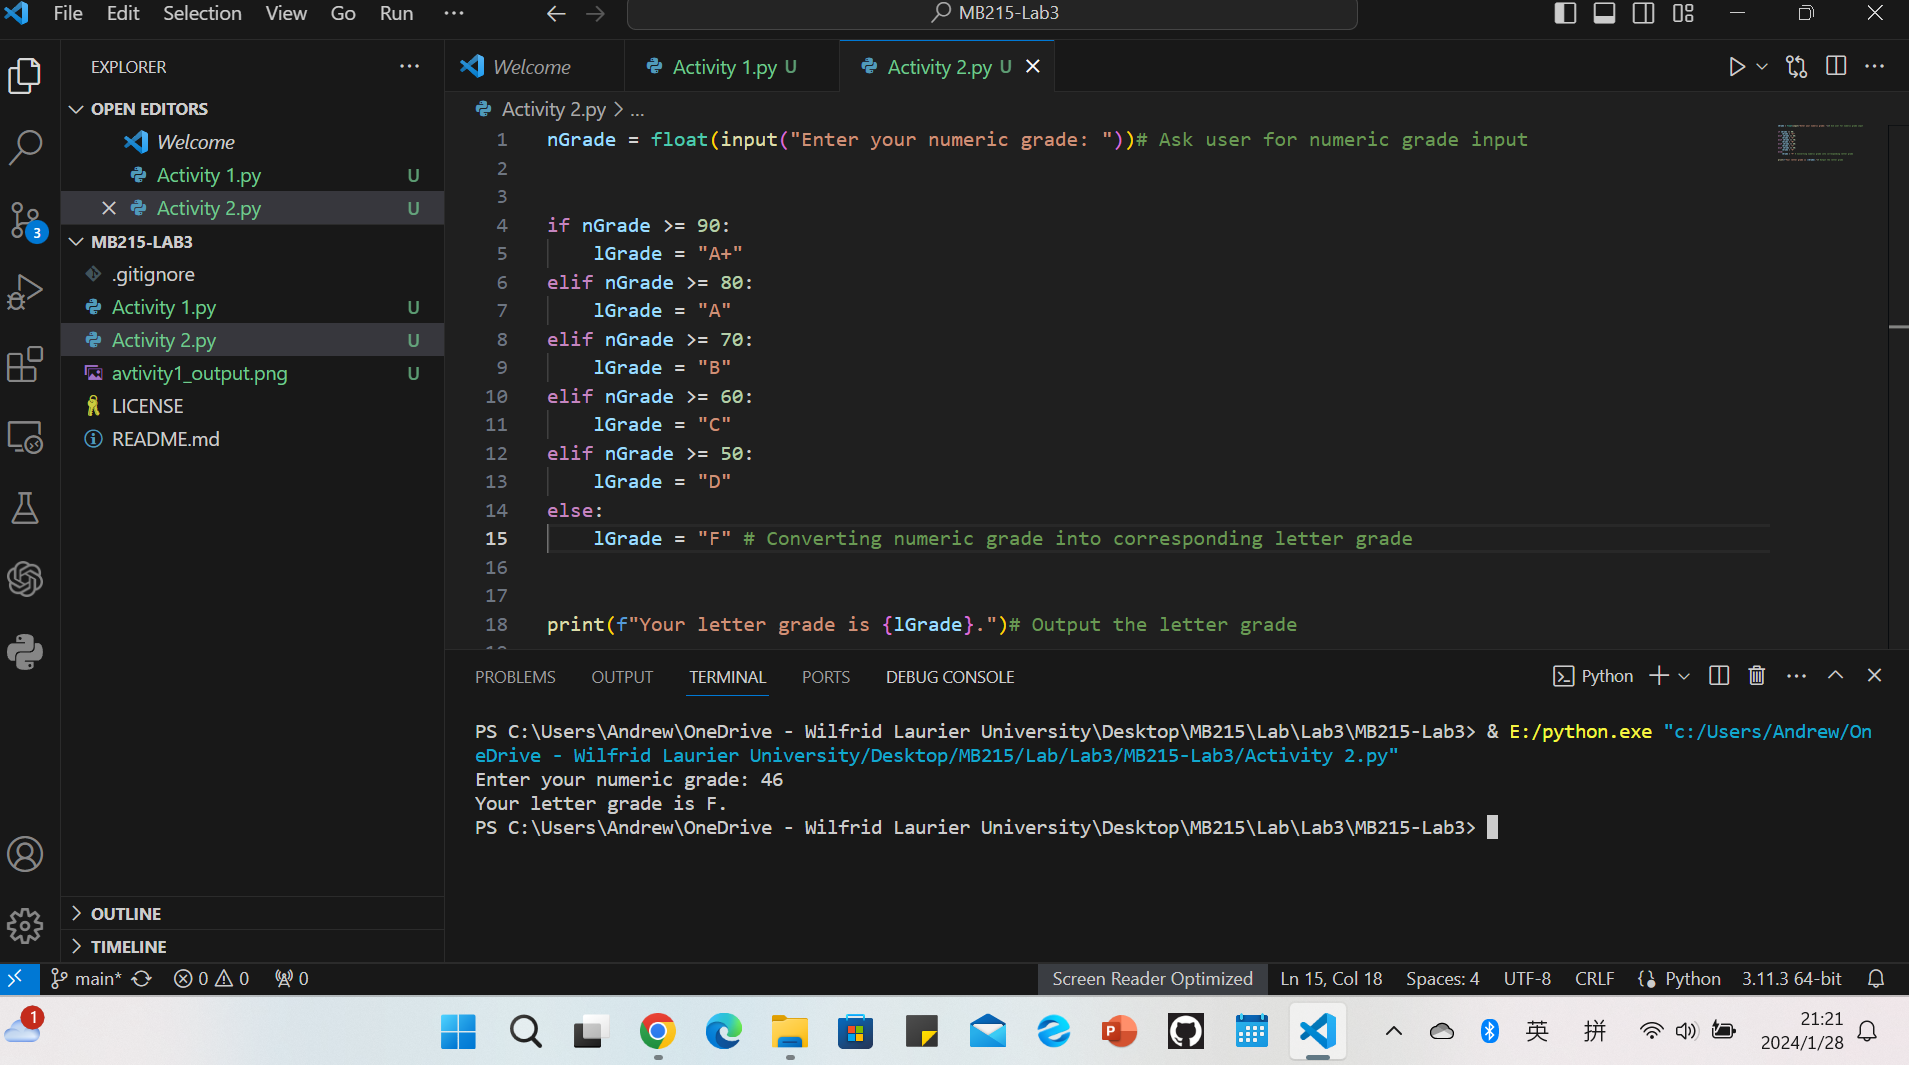 File Edit Selection View Go Run ···
MB215-Lab3
EXPLORER ···
OPEN EDITORS
Welcome
Activity 1.py U
Activity 2.py U
3
MB215-LAB3
.gitignore
Activity 1.py U
Activity 2.py U
avtivity1_output.png U
LICENSE
README.md
OUTLINE
TIMELINE
Welcome Activity 1.py U Activity 2.py U
Activity 2.py > ...
1 nGrade = float(input("Enter your numeric grade: "))# Ask user for numeric grade input
2
3
4 if nGrade >= 90:
5     lGrade = "A+"
6 elif nGrade >= 80:
7     lGrade = "A"
8 elif nGrade >= 70:
9     lGrade = "B"
10 elif nGrade >= 60:
11     lGrade = "C"
12 elif nGrade >= 50:
13     lGrade = "D"
14 else:
15     lGrade = "F" # Converting numeric grade into corresponding letter grade
16
17
18 print(f"Your letter grade is {lGrade}.")# Output the letter grade
PROBLEMS OUTPUT TERMINAL PORTS DEBUG CONSOLE Python
PS C:\Users\Andrew\OneDrive - Wilfrid Laurier University\Desktop\MB215\Lab\Lab3\MB215-Lab3> & E:/python.exe "c:/Users/Andrew/On
eDrive - Wilfrid Laurier University/Desktop/MB215/Lab/Lab3/MB215-Lab3/Activity 2.py"
Enter your numeric grade: 46
Your letter grade is F.
PS C:\Users\Andrew\OneDrive - Wilfrid Laurier University\Desktop\MB215\Lab\Lab3\MB215-Lab3>
main* 0 0 0 Screen Reader Optimized Ln 15, Col 18 Spaces: 4 UTF-8 CRLF Python 3.11.3 64-bit
1 英 拼 21:21
2024/1/28